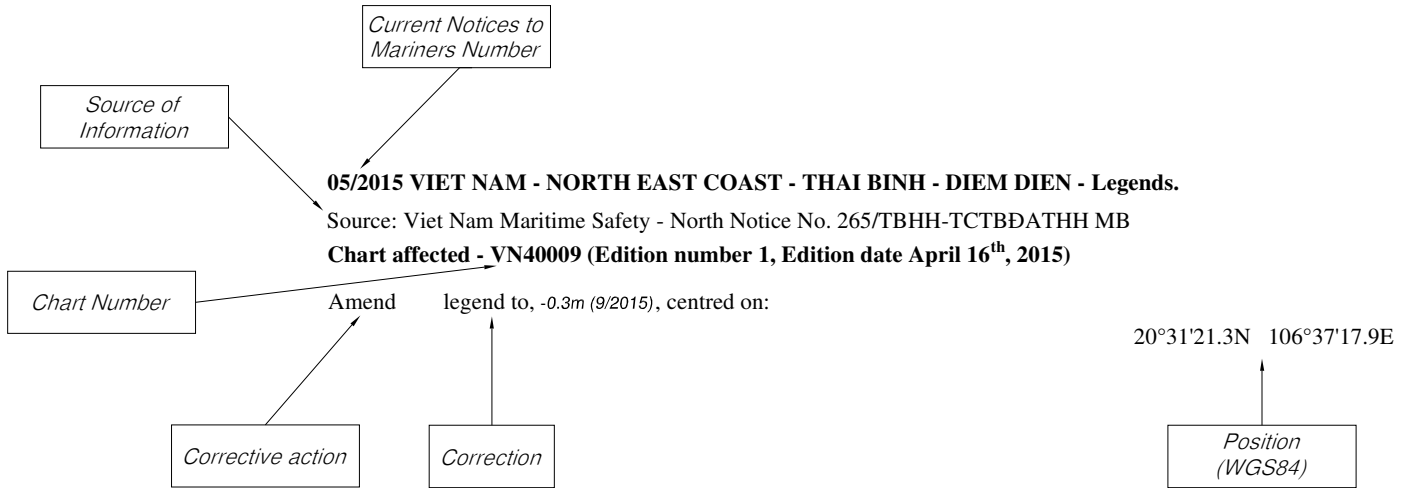 Current Notices to
Mariners Number
Source of
Information
05/2015 VIET NAM - NORTH EAST COAST - THAI BINH - DIEM DIEN - Legends.
Source: Viet Nam Maritime Safety - North Notice No. 265/TBHH-TCTBĐATHH MB
Chart affected - VN40009 (Edition number 1, Edition date April 16th, 2015)
Chart Number
Amend legend to, -0.3m (9/2015), centred on:
20°31'21.3N 106°37'17.9E
Corrective action
Correction
Position
(WGS84)